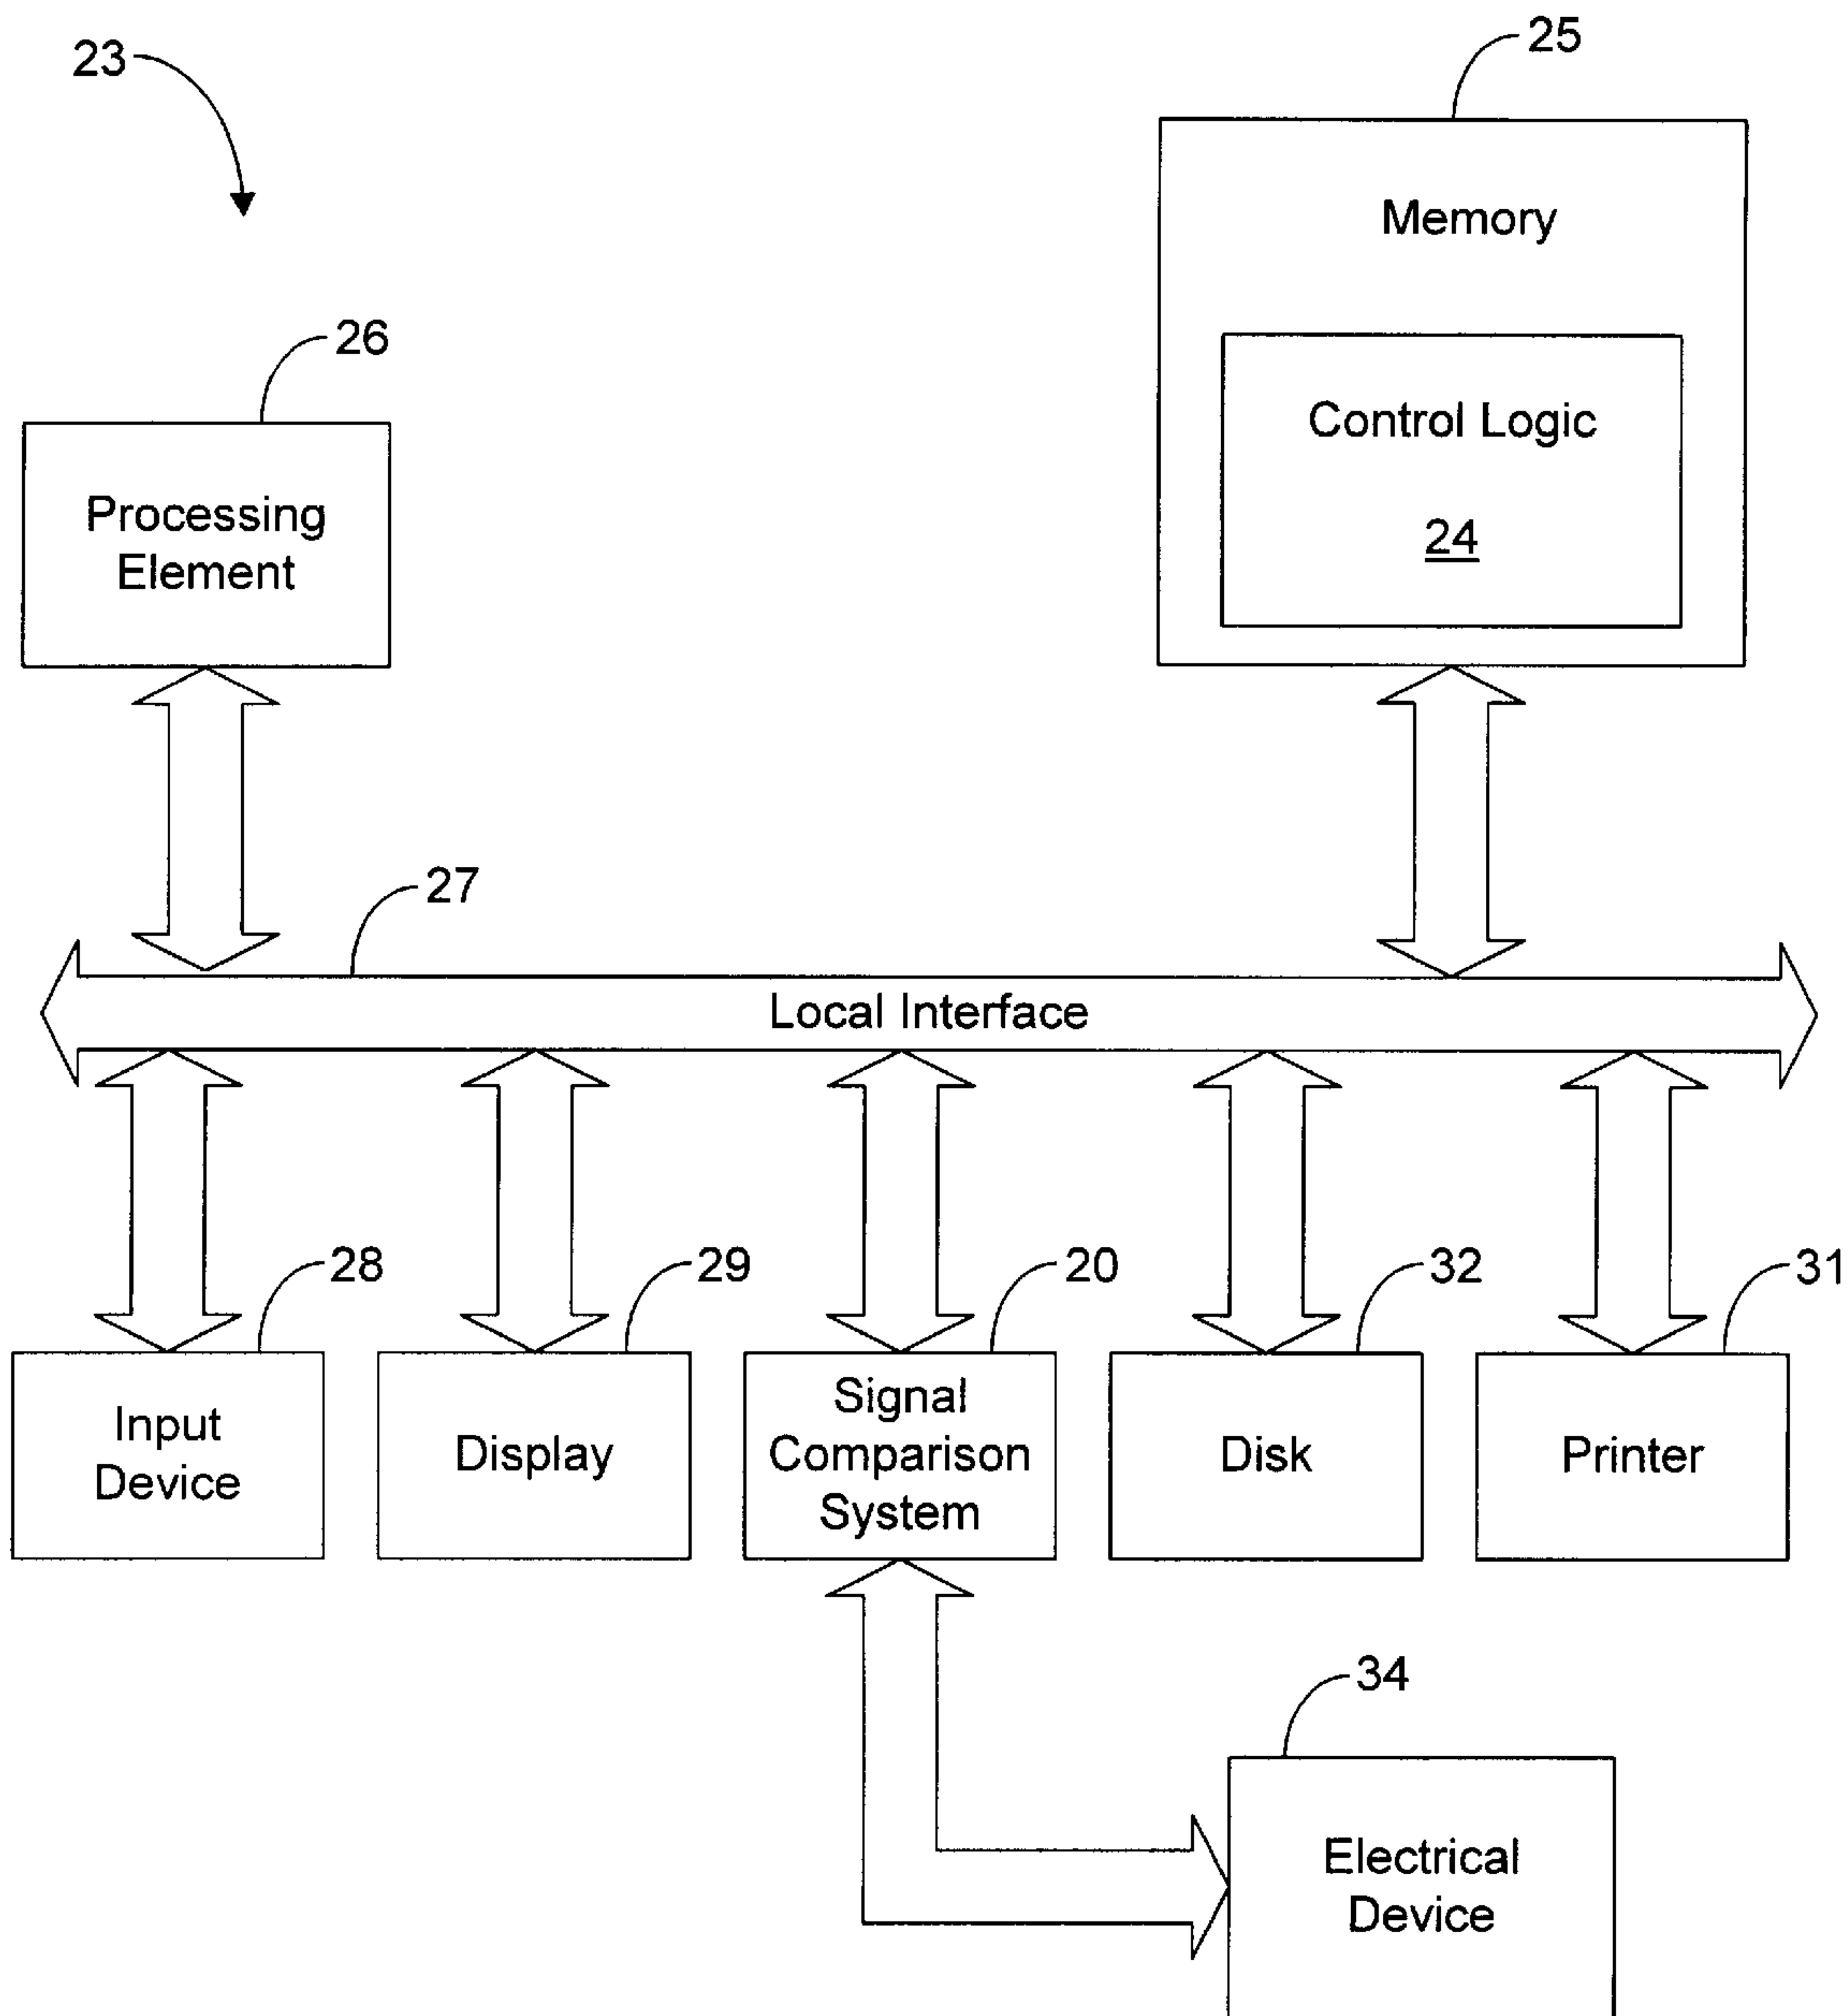 23
25
Memory
26
Control Logic
24
Processing
Element
27
Local Interface
28
29
20
32
31
Input
Device
Display
Signal
Comparison
System
Disk
Printer
34
Electrical
Device